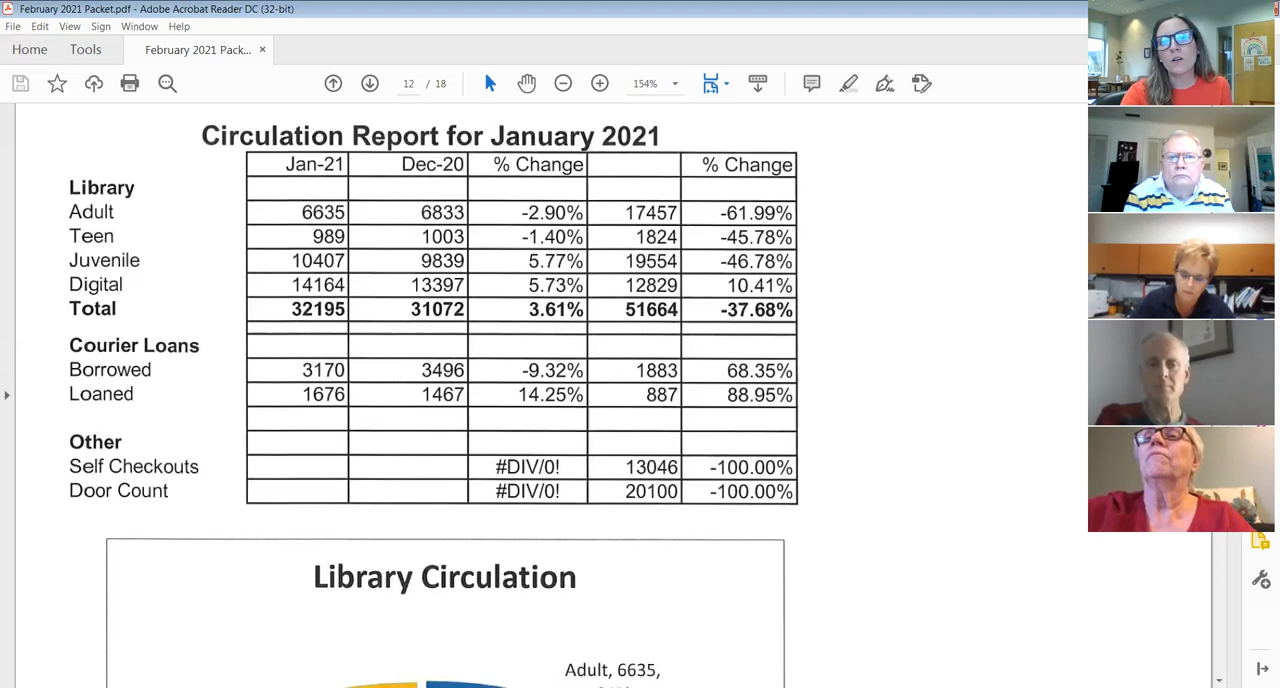 February 2021 Packet.pdf - Adobe Acrobat Reader DC (32-bit)
File Edit View Sign Window Help
Home Tools February 2021 Pack... ×
12 / 18 154%
Circulation Report for January 2021
Jan-21 Dec-20 % Change % Change
Library
Adult 6635 6833 -2.90% 17457 -61.99%
Teen 989 1003 -1.40% 1824 -45.78%
Juvenile 10407 9839 5.77% 19554 -46.78%
Digital 14164 13397 5.73% 12829 10.41%
Total 32195 31072 3.61% 51664 -37.68%
Courier Loans
Borrowed 3170 3496 -9.32% 1883 68.35%
Loaned 1676 1467 14.25% 887 88.95%
Other
Self Checkouts #DIV/0! 13046 -100.00%
Door Count #DIV/0! 20100 -100.00%
Library Circulation
Adult, 6635,